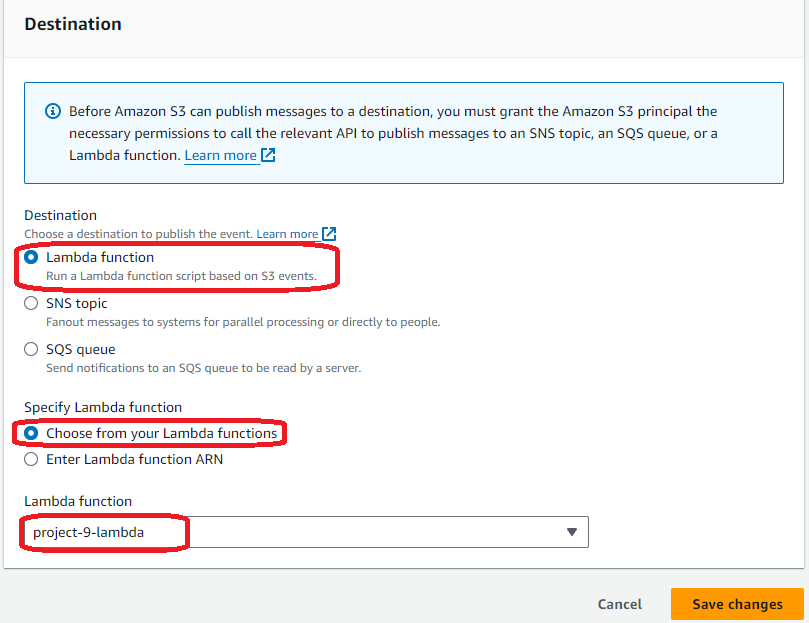 Destination
Before Amazon S3 can publish messages to a destination, you must grant the Amazon S3 principal the
necessary permissions to call the relevant API to publish messages to an SNS topic, an SQS queue, or a
Lambda function. Learn more
Destination
Choose a destination to publish the event. Learn more
Lambda function
Run a Lambda function script based on S3 events.
SNS topic
Fanout messages to systems for parallel processing or directly to people.
SQS queue
Send notifications to an SQS queue to be read by a server.
Specify Lambda function
Choose from your Lambda functions
Enter Lambda function ARN
Lambda function
project-9-lambda
Cancel
Save changes